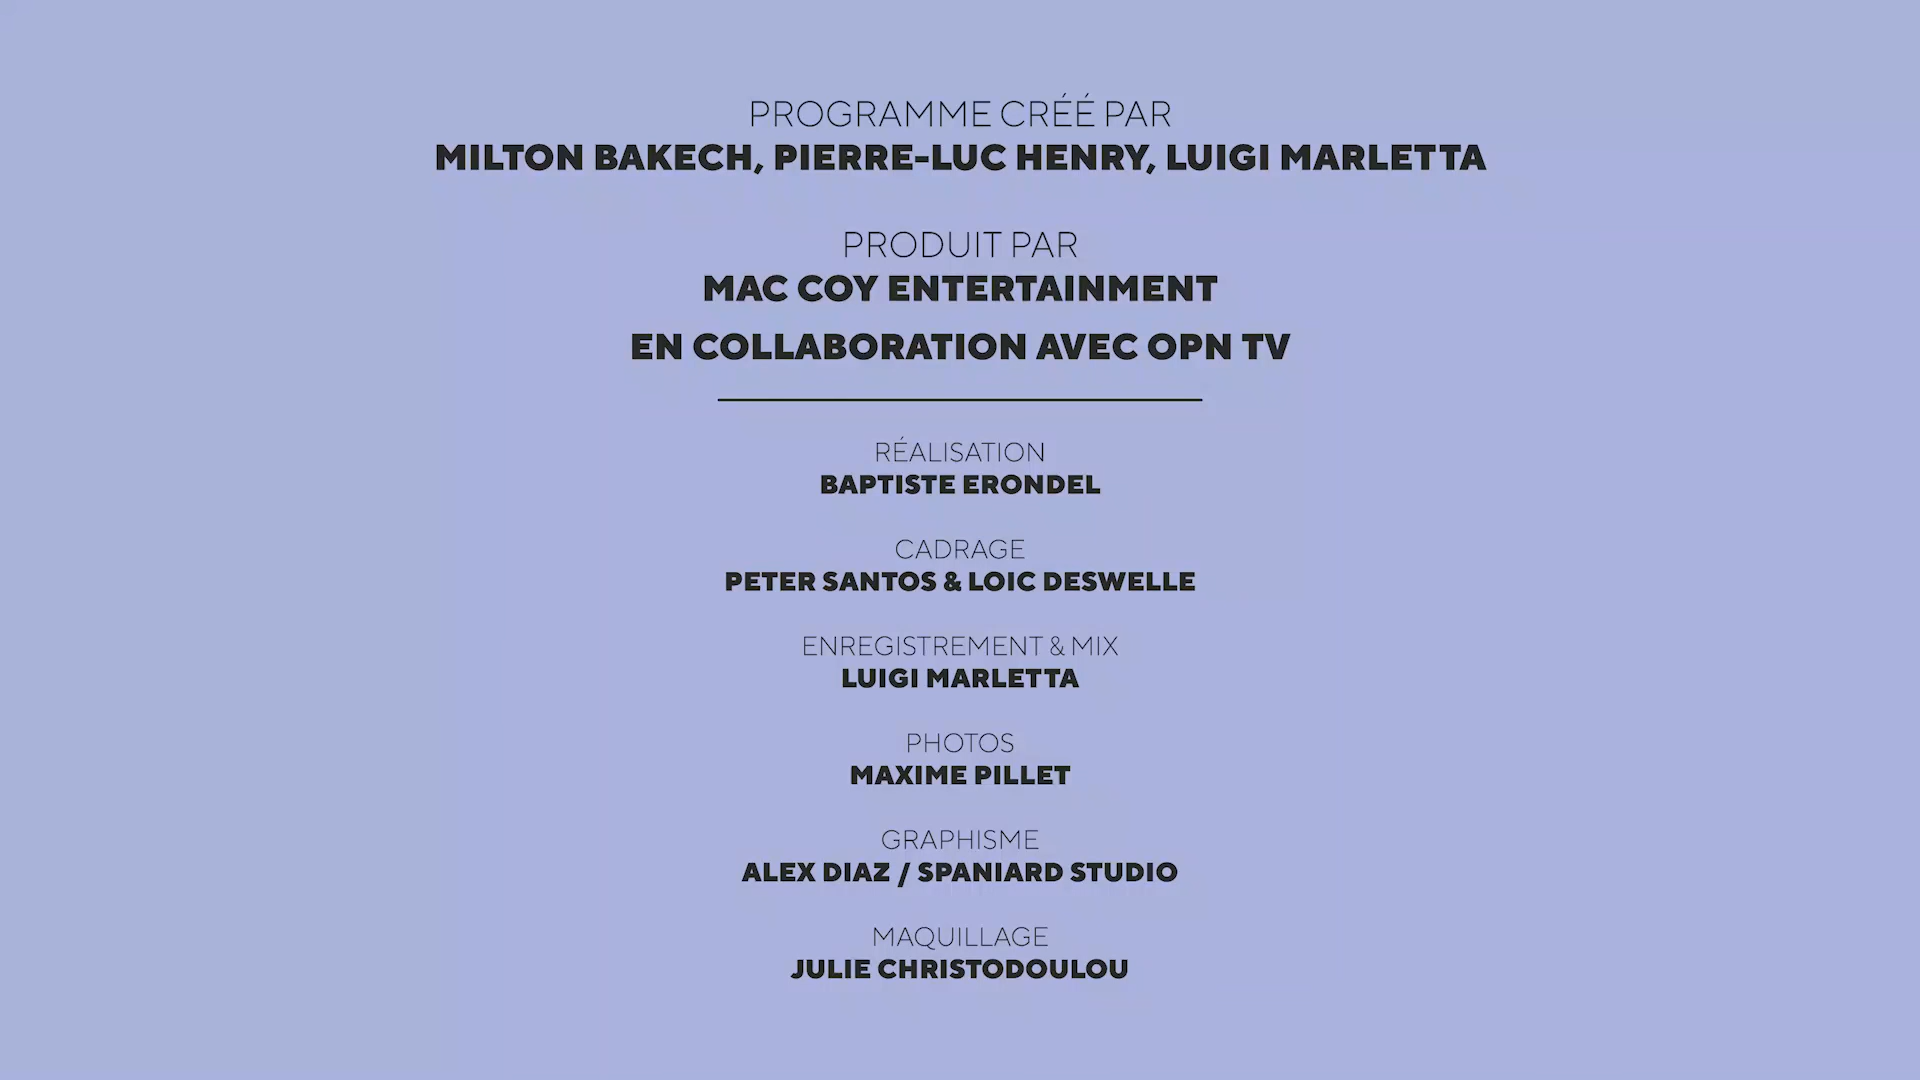 PROGRAMME CRÉÉ PAR
MILTON BAKECH, PIERRE-LUC HENRY, LUIGI MARLETTA
PRODUIT PAR
MAC COY ENTERTAINMENT
EN COLLABORATION AVEC OPN TV
RÉALISATION
BAPTISTE ERONDEL
CADRAGE
PETER SANTOS & LOIC DESWELLE
ENREGISTREMENT & MIX
LUIGI MARLETTA
PHOTOS
MAXIME PILLET
GRAPHISME
ALEX DIAZ / SPANIARD STUDIO
MAQUILLAGE
JULIE CHRISTODOULOU